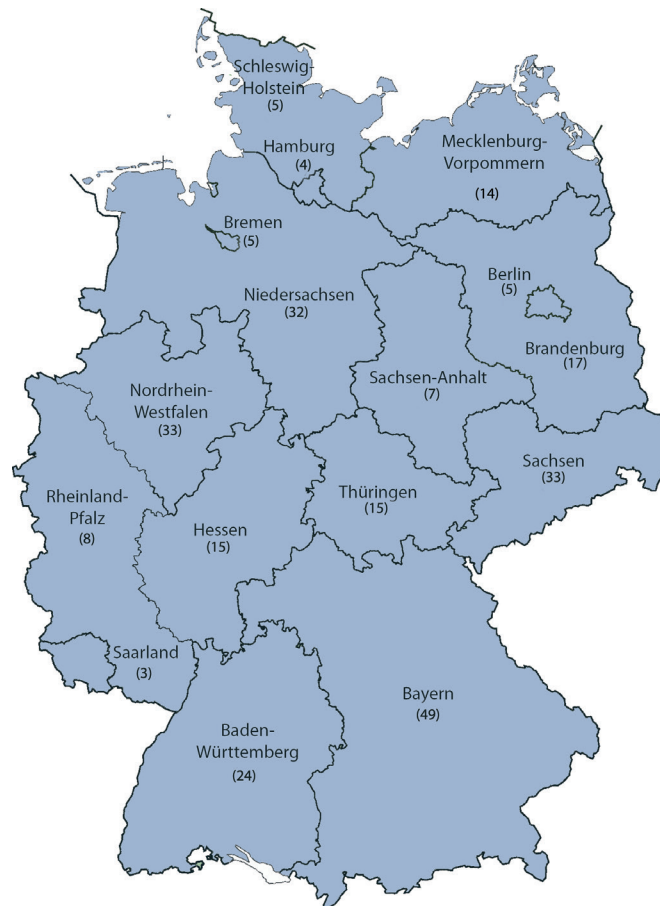 Schleswig-
Holstein
(5)
Hamburg
(4)
Mecklenburg-
Vorpommern
(14)
Bremen
(5)
Berlin
(5)
Niedersachsen
(32)
Brandenburg
(17)
Sachsen-Anhalt
(7)
Nordrhein-
Westfalen
(33)
Sachsen
(33)
Thüringen
(15)
Rheinland-
Pfalz
(8)
Hessen
(15)
Saarland
(3)
Bayern
(49)
Baden-
Württemberg
(24)